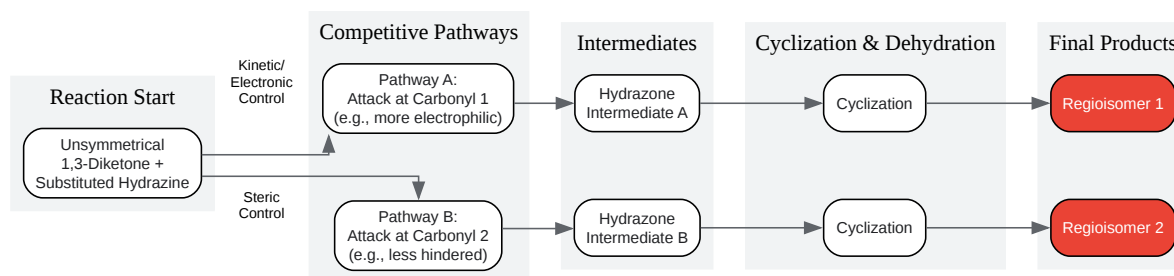 Reaction Start
Unsymmetrical
1,3-Diketone +
Substituted Hydrazine
Kinetic/
Electronic
Control
Steric
Control
Competitive Pathways
Pathway A:
Attack at Carbonyl 1
(e.g., more electrophilic)
Pathway B:
Attack at Carbonyl 2
(e.g., less hindered)
Intermediates
Hydrazone
Intermediate A
Hydrazone
Intermediate B
Cyclization & Dehydration
Cyclization
Cyclization
Final Products
Regioisomer 1
Regioisomer 2